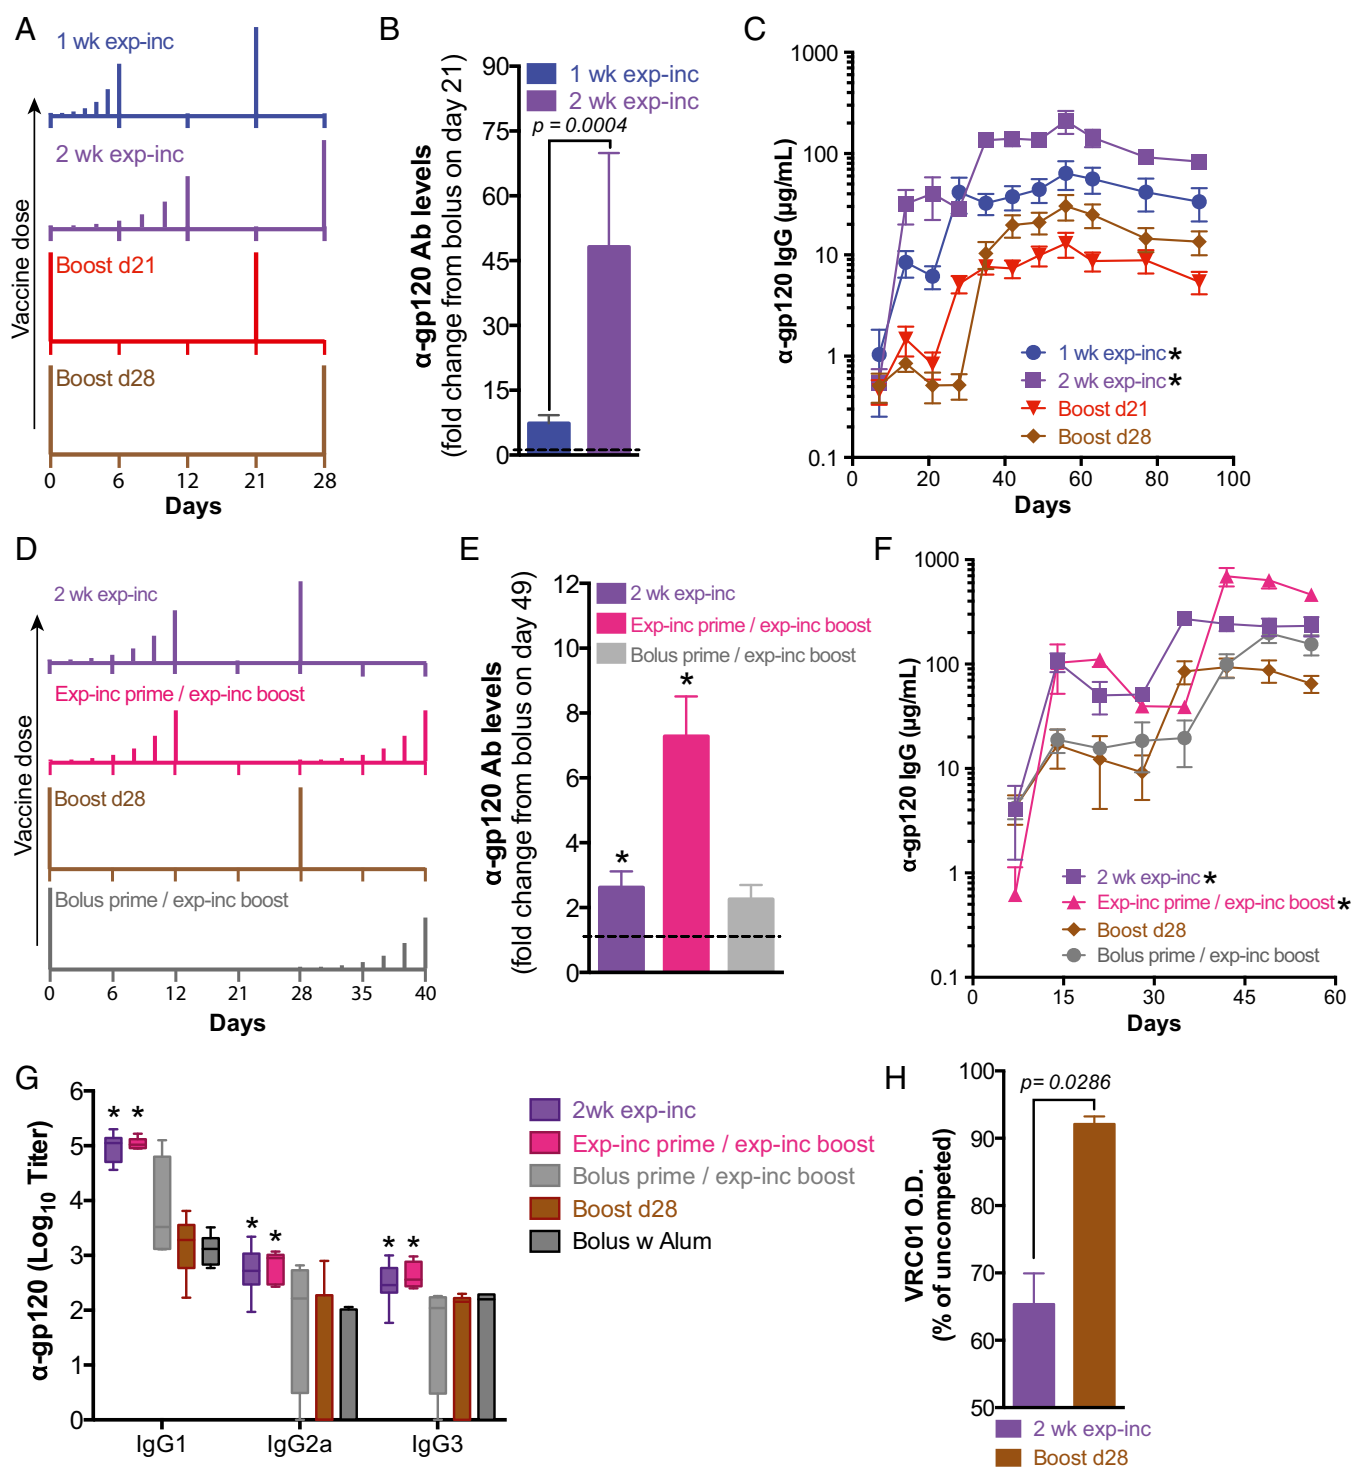 A
1 wk exp-inc
2 wk exp-inc
Boost d21
Boost d28
Vaccine dose
0 6 12 21 28
Days
B
α-gp120 Ab levels
(fold change from bolus on day 21)
90
75
60
45
30
15
0
1 wk exp-inc
2 wk exp-inc
p = 0.0004
C
α-gp120 IgG (µg/mL)
1000
100
10
1
0.1
1 wk exp-inc*
2 wk exp-inc*
Boost d21
Boost d28
0 20 40 60 80 100
Days
D
2 wk exp-inc
Exp-inc prime / exp-inc boost
Boost d28
Bolus prime / exp-inc boost
Vaccine dose
0 6 12 21 28 35 40
Days
E
α-gp120 Ab levels
(fold change from bolus on day 49)
12
10
8
6
4
2
0
2 wk exp-inc
Exp-inc prime / exp-inc boost
Bolus prime / exp-inc boost
*
*
F
α-gp120 IgG (µg/mL)
1000
100
10
1
0.1
2 wk exp-inc*
Exp-inc prime / exp-inc boost*
Boost d28
Bolus prime / exp-inc boost
0 15 30 45 60
Days
G
α-gp120 (Log10 Titer)
6
5
4
3
2
1
0
* *
* *
* *
IgG1 IgG2a IgG3
2wk exp-inc
Exp-inc prime / exp-inc boost
Bolus prime / exp-inc boost
Boost d28
Bolus w Alum
H
VRC01 O.D.
(% of uncompeted)
100
90
80
70
60
50
p= 0.0286
2 wk exp-inc
Boost d28